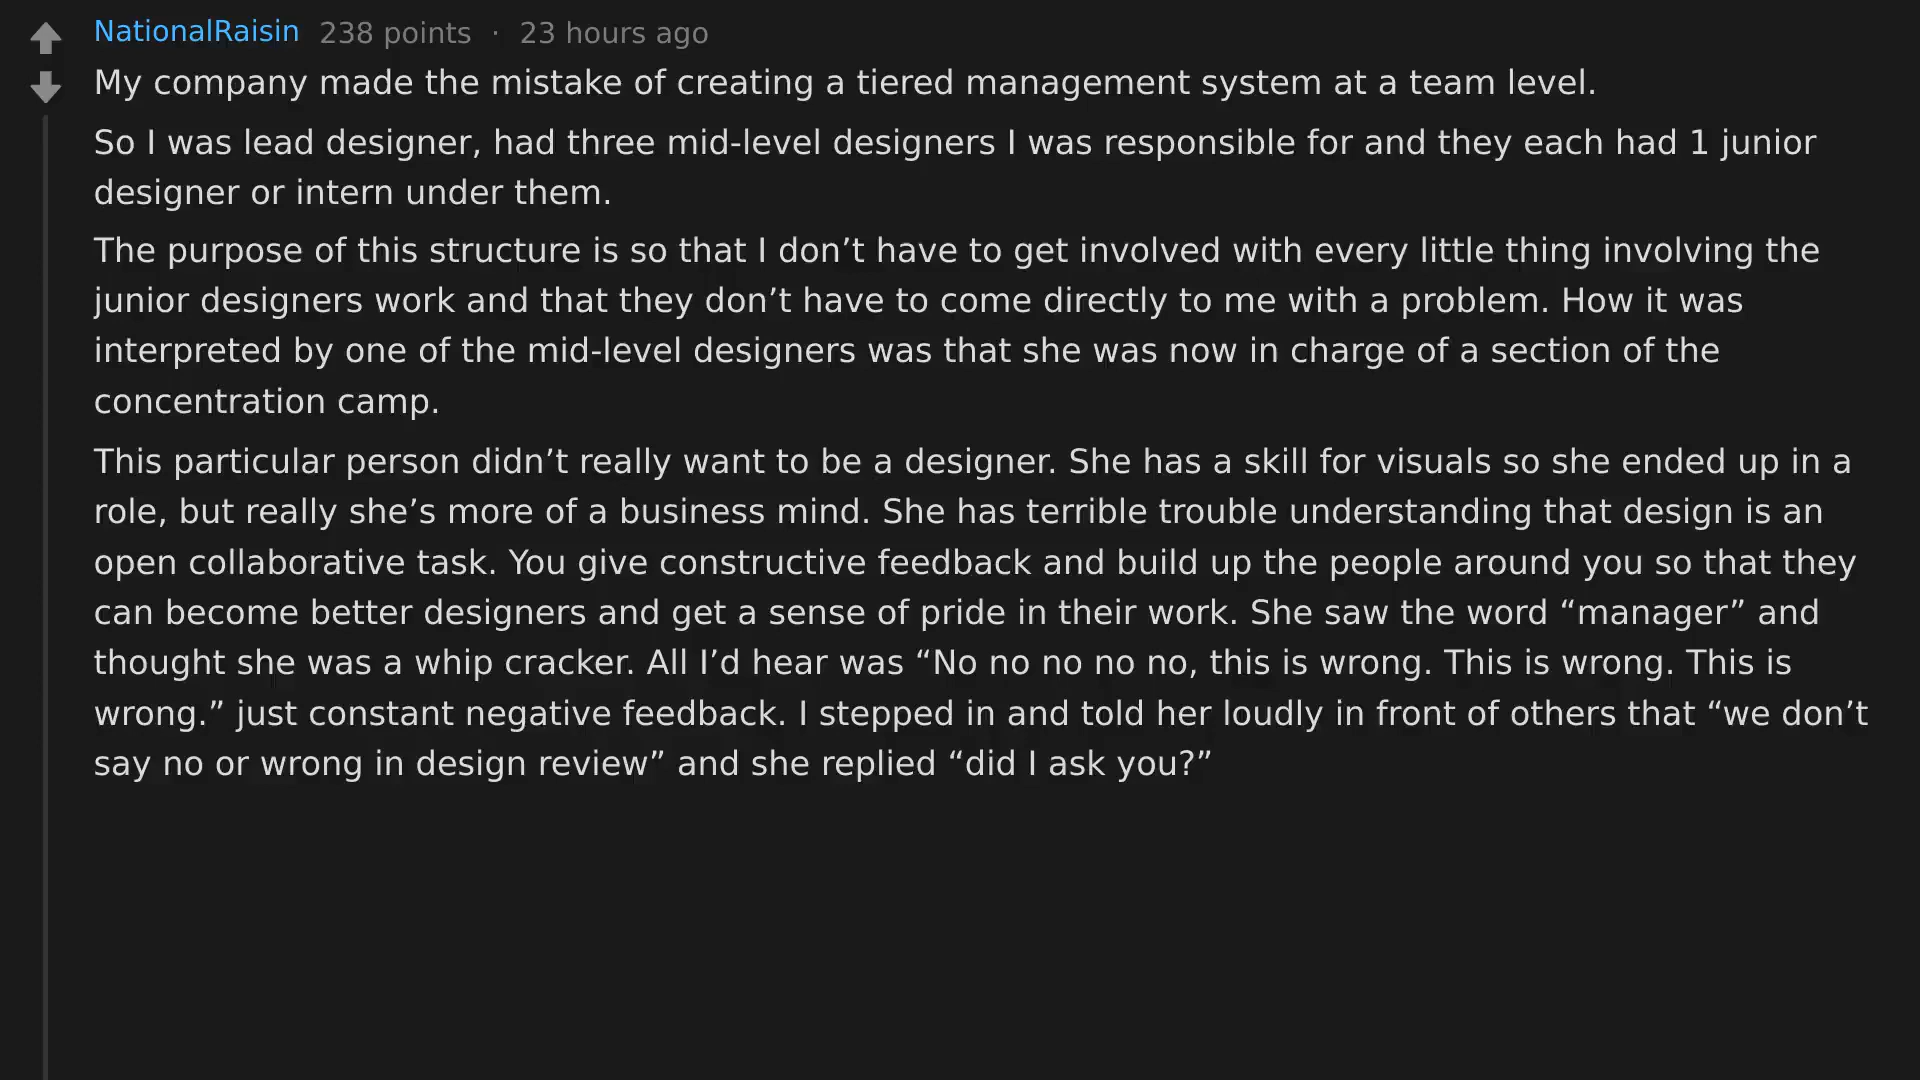 NationalRaisin 238 points · 23 hours ago
My company made the mistake of creating a tiered management system at a team level.
So I was lead designer, had three mid-level designers I was responsible for and they each had 1 junior
designer or intern under them.
The purpose of this structure is so that I don’t have to get involved with every little thing involving the
junior designers work and that they don’t have to come directly to me with a problem. How it was
interpreted by one of the mid-level designers was that she was now in charge of a section of the
concentration camp.
This particular person didn’t really want to be a designer. She has a skill for visuals so she ended up in a
role, but really she’s more of a business mind. She has terrible trouble understanding that design is an
open collaborative task. You give constructive feedback and build up the people around you so that they
can become better designers and get a sense of pride in their work. She saw the word “manager” and
thought she was a whip cracker. All I’d hear was “No no no no no, this is wrong. This is wrong. This is
wrong.” just constant negative feedback. I stepped in and told her loudly in front of others that “we don’t
say no or wrong in design review” and she replied “did I ask you?”